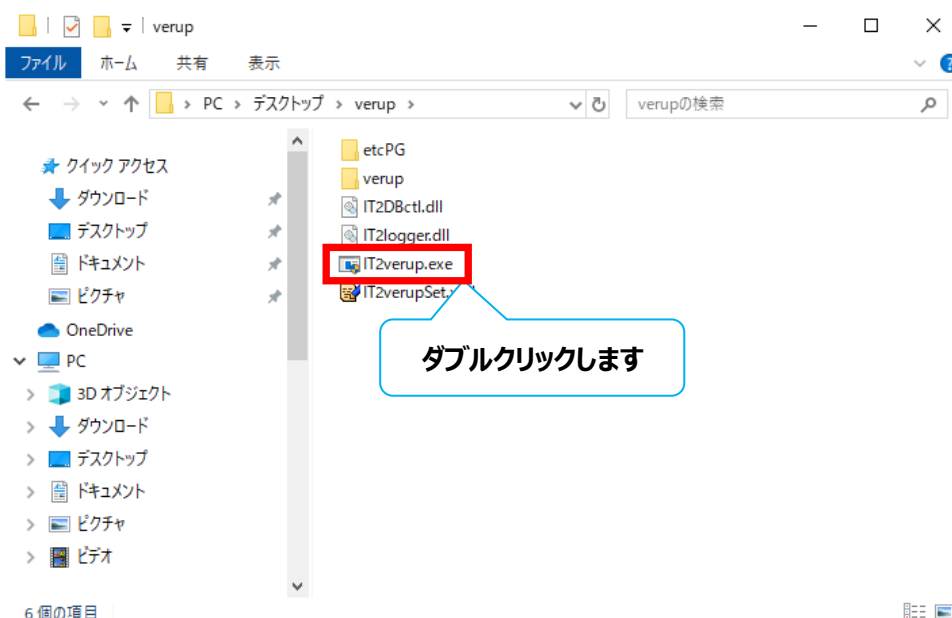 verup
ファイル ホーム 共有 表示
PC デスクトップ verup verupの検索
クイック アクセス
ダウンロード
デスクトップ
ドキュメント
ピクチャ
OneDrive
PC
3D オブジェクト
ダウンロード
デスクトップ
ドキュメント
ピクチャ
ビデオ
etcPG
verup
IT2DBctl.dll
IT2logger.dll
IT2verup.exe
IT2verupSet.
ダブルクリックします
6 個の項目